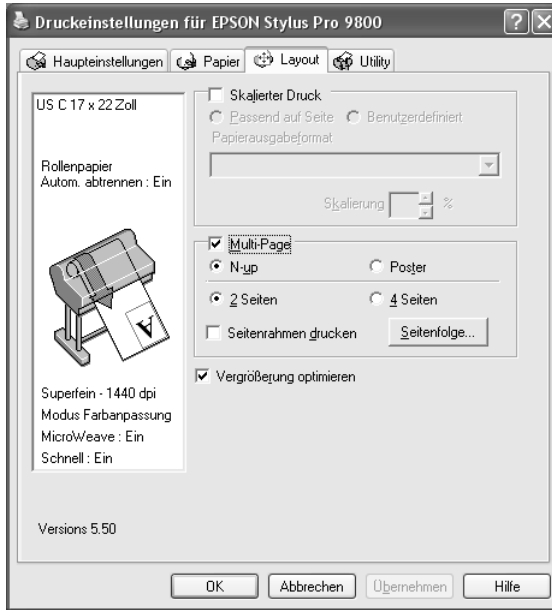 Druckeinstellungen für EPSON Stylus Pro 9800
Haupteinstellungen Papier Layout Utility
US C 17 x 22 Zoll
Rollenpapier
Autom. abtrennen : Ein
A
Superfein - 1440 dpi
Modus Farbanpassung
MicroWeave : Ein
Schnell : Ein
Versions 5.50
Skalierter Druck
Passend auf Seite Benutzerdefiniert
Papierausgabeformat
Skalierung %
Multi-Page
N-up Poster
2 Seiten 4 Seiten
Seitenrahmen drucken Seitenfolge...
Vergrößerung optimieren
OK Abbrechen Übernehmen Hilfe